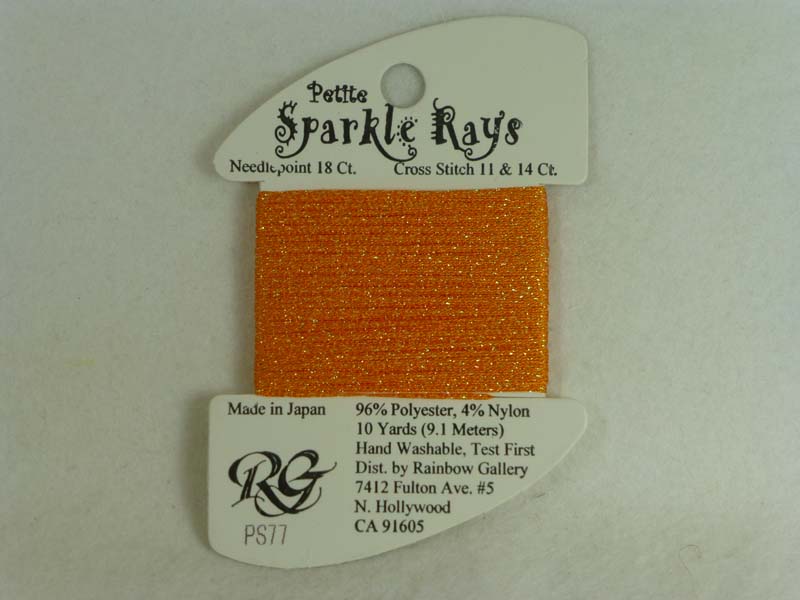 Petite
Sparkle Rays
Needlepoint 18 Ct. Cross Stitch 11 & 14 Ct.
Made in Japan
RG
PS77
96% Polyester, 4% Nylon
10 Yards (9.1 Meters)
Hand Washable, Test First
Dist. by Rainbow Gallery
7412 Fulton Ave. #5
N. Hollywood
CA 91605